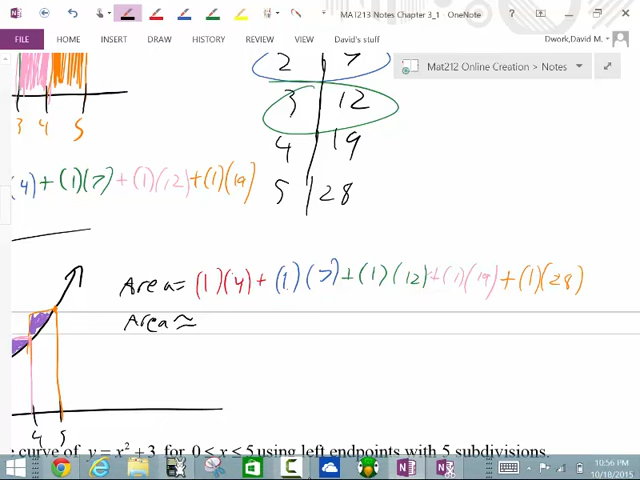 MAT213 Notes Chapter 3_1 - OneNote
FILE HOME INSERT DRAW HISTORY REVIEW VIEW David's stuff Dwork,David M.
Mat212 Online Creation > Notes
2 7
3 12
4 19
5 28
3 4 5
4) + (1)(7) + (1)(12) + (1)(19)
Area = (1)(4) + (1)(7) + (1)(12) + (1)(19) + (1)(28)
Area ≈
4 5
e curve of y = x² + 3 for 0 ≤ x ≤ 5 using left endpoints with 5 subdivisions.
10:56 PM
10/18/2015